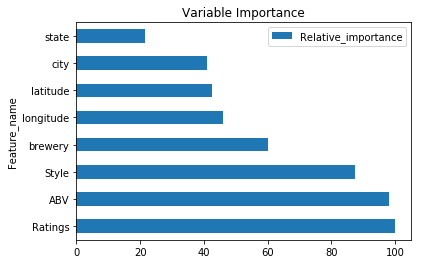 Variable Importance
Relative_importance
Feature_name
state
city
latitude
longitude
brewery
Style
ABV
Ratings
0 20 40 60 80 100